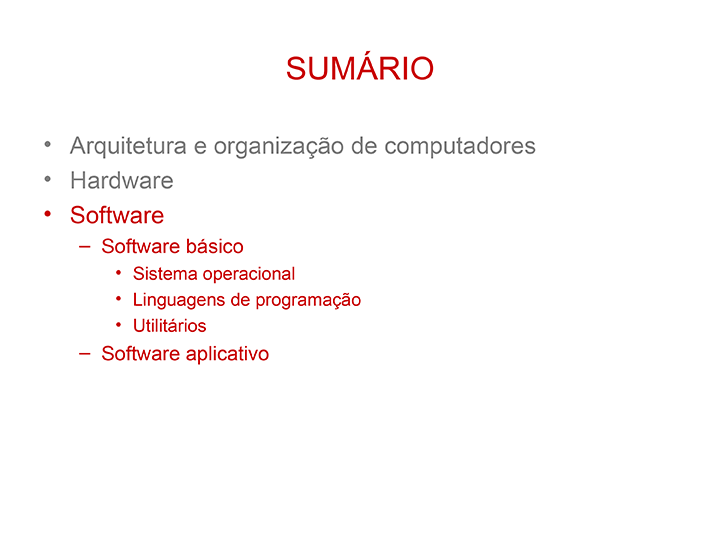 SUMÁRIO
• Arquitetura e organização de computadores
• Hardware
• Software
– Software básico
• Sistema operacional
• Linguagens de programação
• Utilitários
– Software aplicativo